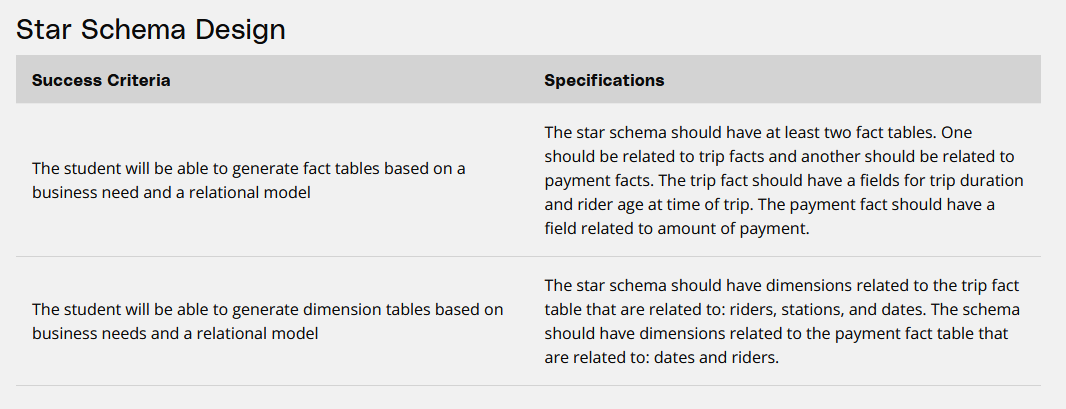 Star Schema Design
Success Criteria
Specifications
The student will be able to generate fact tables based on a
business need and a relational model
The star schema should have at least two fact tables. One
should be related to trip facts and another should be related to
payment facts. The trip fact should have a fields for trip duration
and rider age at time of trip. The payment fact should have a
field related to amount of payment.
The student will be able to generate dimension tables based on
business needs and a relational model
The star schema should have dimensions related to the trip fact
table that are related to: riders, stations, and dates. The schema
should have dimensions related to the payment fact table that
are related to: dates and riders.